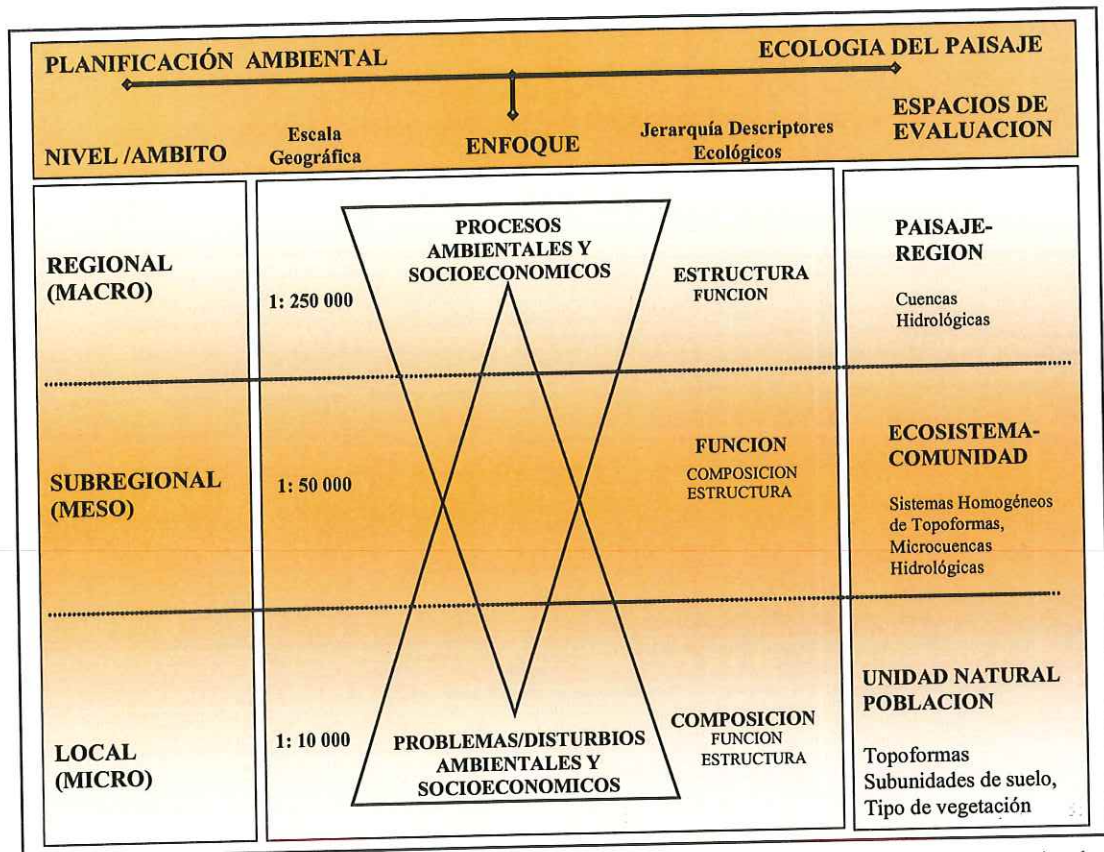 PLANIFICACIÓN AMBIENTAL
ECOLOGIA DEL PAISAJE
NIVEL /AMBITO
Escala
Geográfica
ENFOQUE
Jerarquía Descriptores
Ecológicos
ESPACIOS DE
EVALUACION
REGIONAL
(MACRO)
1: 250 000
PROCESOS
AMBIENTALES Y
SOCIOECONOMICOS
ESTRUCTURA
FUNCION
PAISAJE-
REGION
Cuencas
Hidrológicas
SUBREGIONAL
(MESO)
1: 50 000
FUNCION
COMPOSICION
ESTRUCTURA
ECOSISTEMA-
COMUNIDAD
Sistemas Homogéneos
de Topoformas,
Microcuencas
Hidrológicas
LOCAL
(MICRO)
1: 10 000
PROBLEMAS/DISTURBIOS
AMBIENTALES Y
SOCIOECONOMICOS
COMPOSICION
FUNCION
ESTRUCTURA
UNIDAD NATURAL
POBLACION
Topoformas
Subunidades de suelo,
Tipo de vegetación